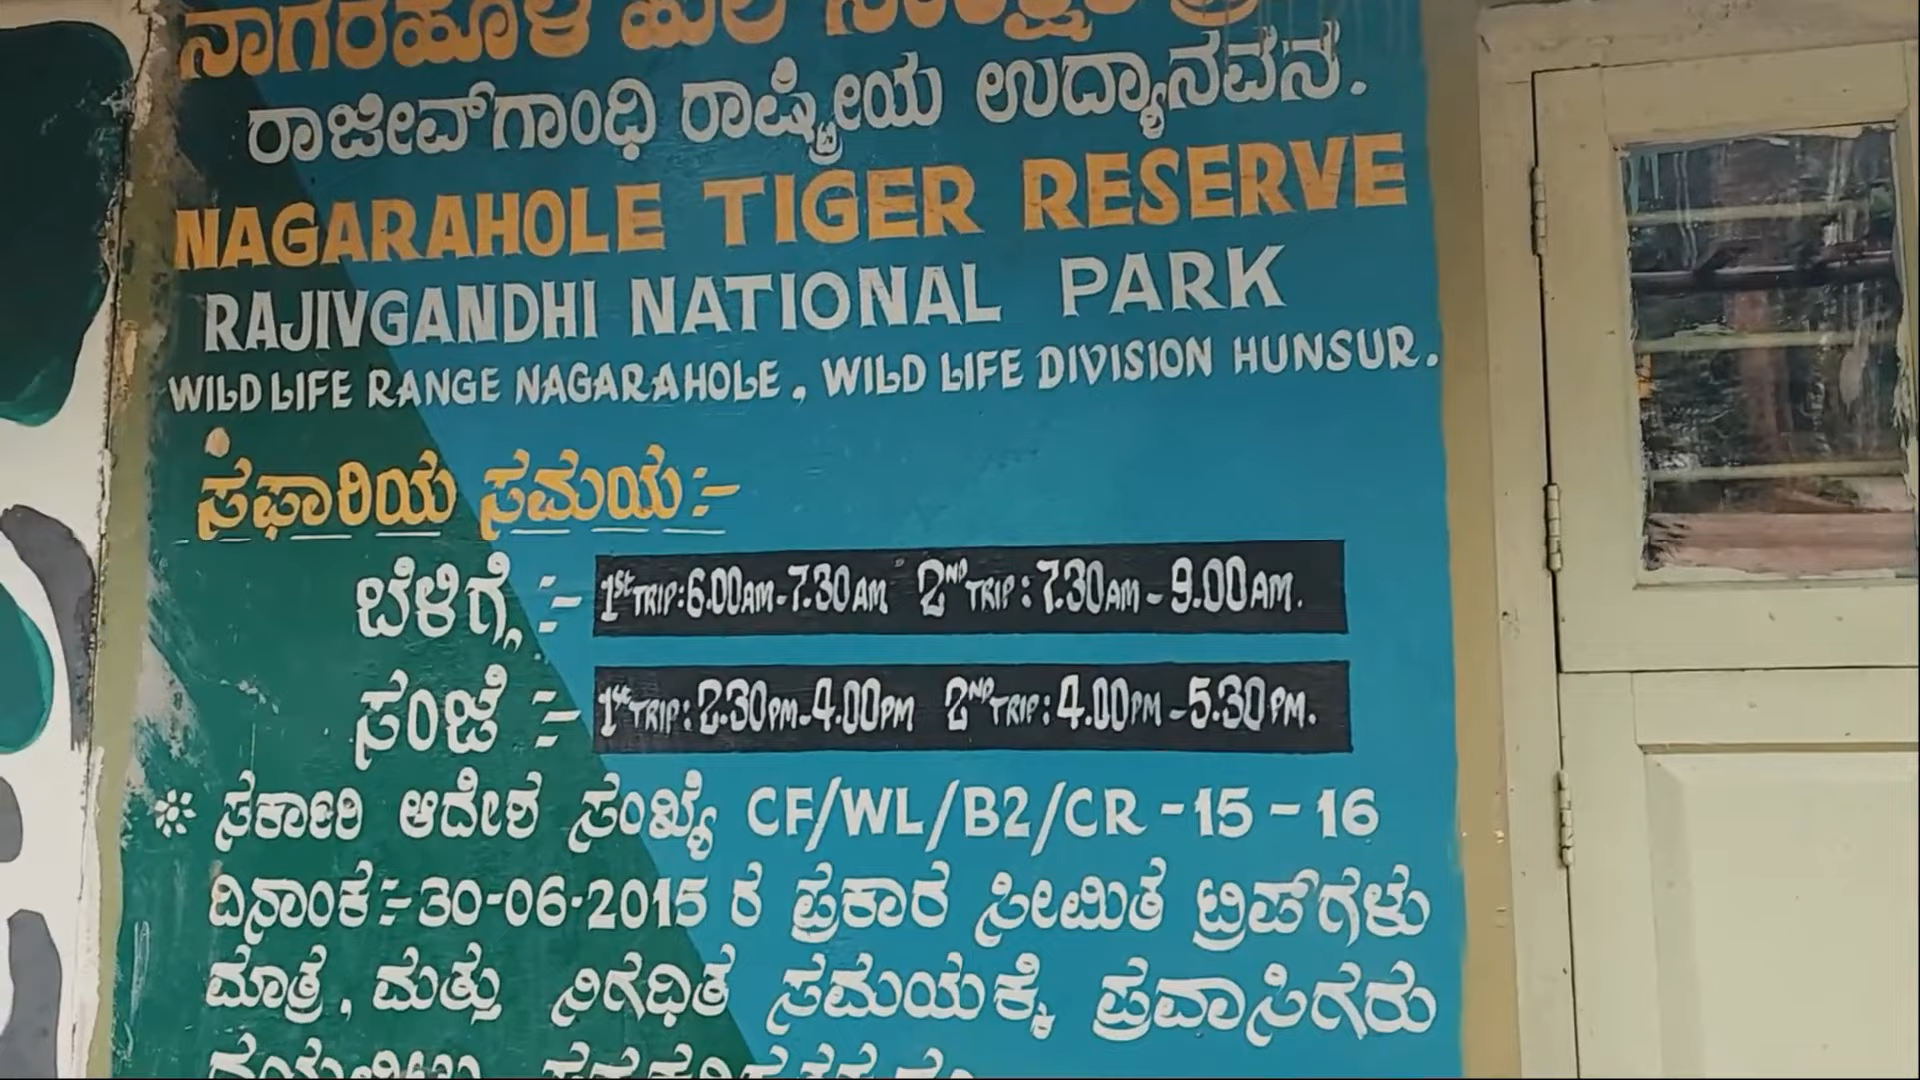 ನಾಗರಹೊಳೆ ಹುಲಿ
ರಾಜೀವ್‌ಗಾಂಧಿ ರಾಷ್ಟ್ರೀಯ ಉದ್ಯಾನವನ.
NAGARAHOLE TIGER RESERVE
RAJIVGANDHI NATIONAL PARK
WILD LIFE RANGE NAGARAHOLE, WILD LIFE DIVISION HUNSUR.
ಸಫಾರಿಯ ಸಮಯ:-
ಬೆಳಿಗ್ಗೆ :- 1St TRIP:6.00AM-7.30AM 2ND TRIP:7.30AM-9.00AM.
ಸಂಜೆ :- 1St TRIP:2.30PM-4.00PM 2ND TRIP:4.00PM-5.30PM.
※ ಸರ್ಕಾರಿ ಆದೇಶ ಸಂಖ್ಯೆ CF/WL/B2/CR-15-16
ದಿನಾಂಕ:-30-06-2015 ರ ಪ್ರಕಾರ ಸೀಮಿತ ಟ್ರಿಪ್‌ಗಳು
ಮಾತ್ರ, ಮತ್ತು ನಿಗಧಿತ ಸಮಯಕ್ಕೆ ಪ್ರವಾಸಿಗರು